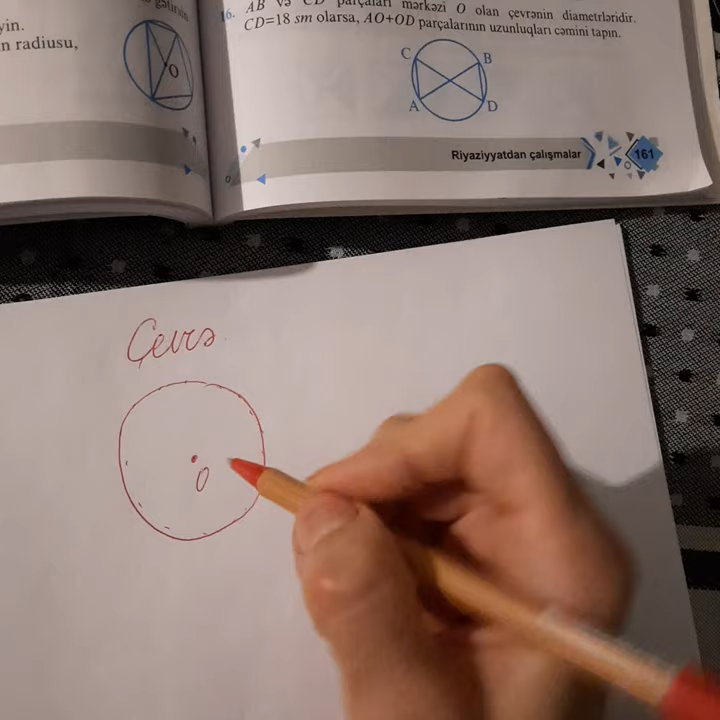 gətirin
yin.
n radiusu,
O
16. AB və CD parçaları mərkəzi O olan çevrənin diametrləridir.
CD=18 sm olarsa, AO+OD parçalarının uzunluqları cəmini tapın.
C B
A D
Riyaziyyatdan çalışmalar 161
Çevrə
O